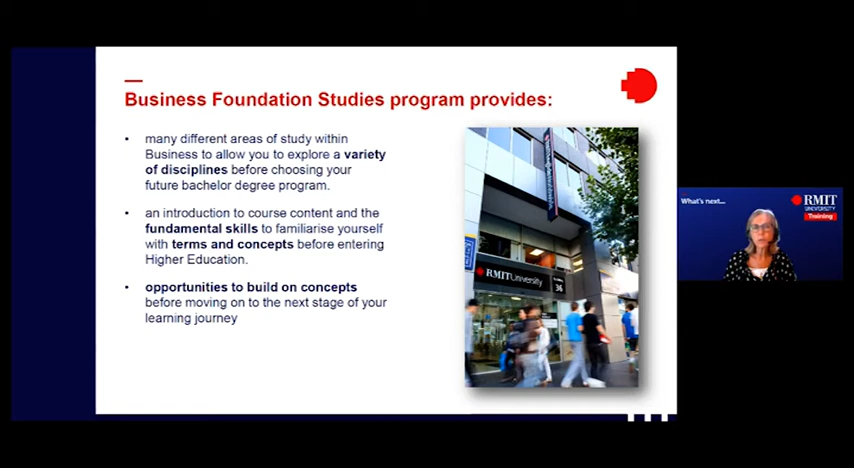 Business Foundation Studies program provides:
many different areas of study within
Business to allow you to explore a variety
of disciplines before choosing your
future bachelor degree program.
an introduction to course content and the
fundamental skills to familiarise yourself
with terms and concepts before entering
Higher Education.
opportunities to build on concepts
before moving on to the next stage of your
learning journey
RMIT University
36
What's next...
RMIT
UNIVERSITY
Training